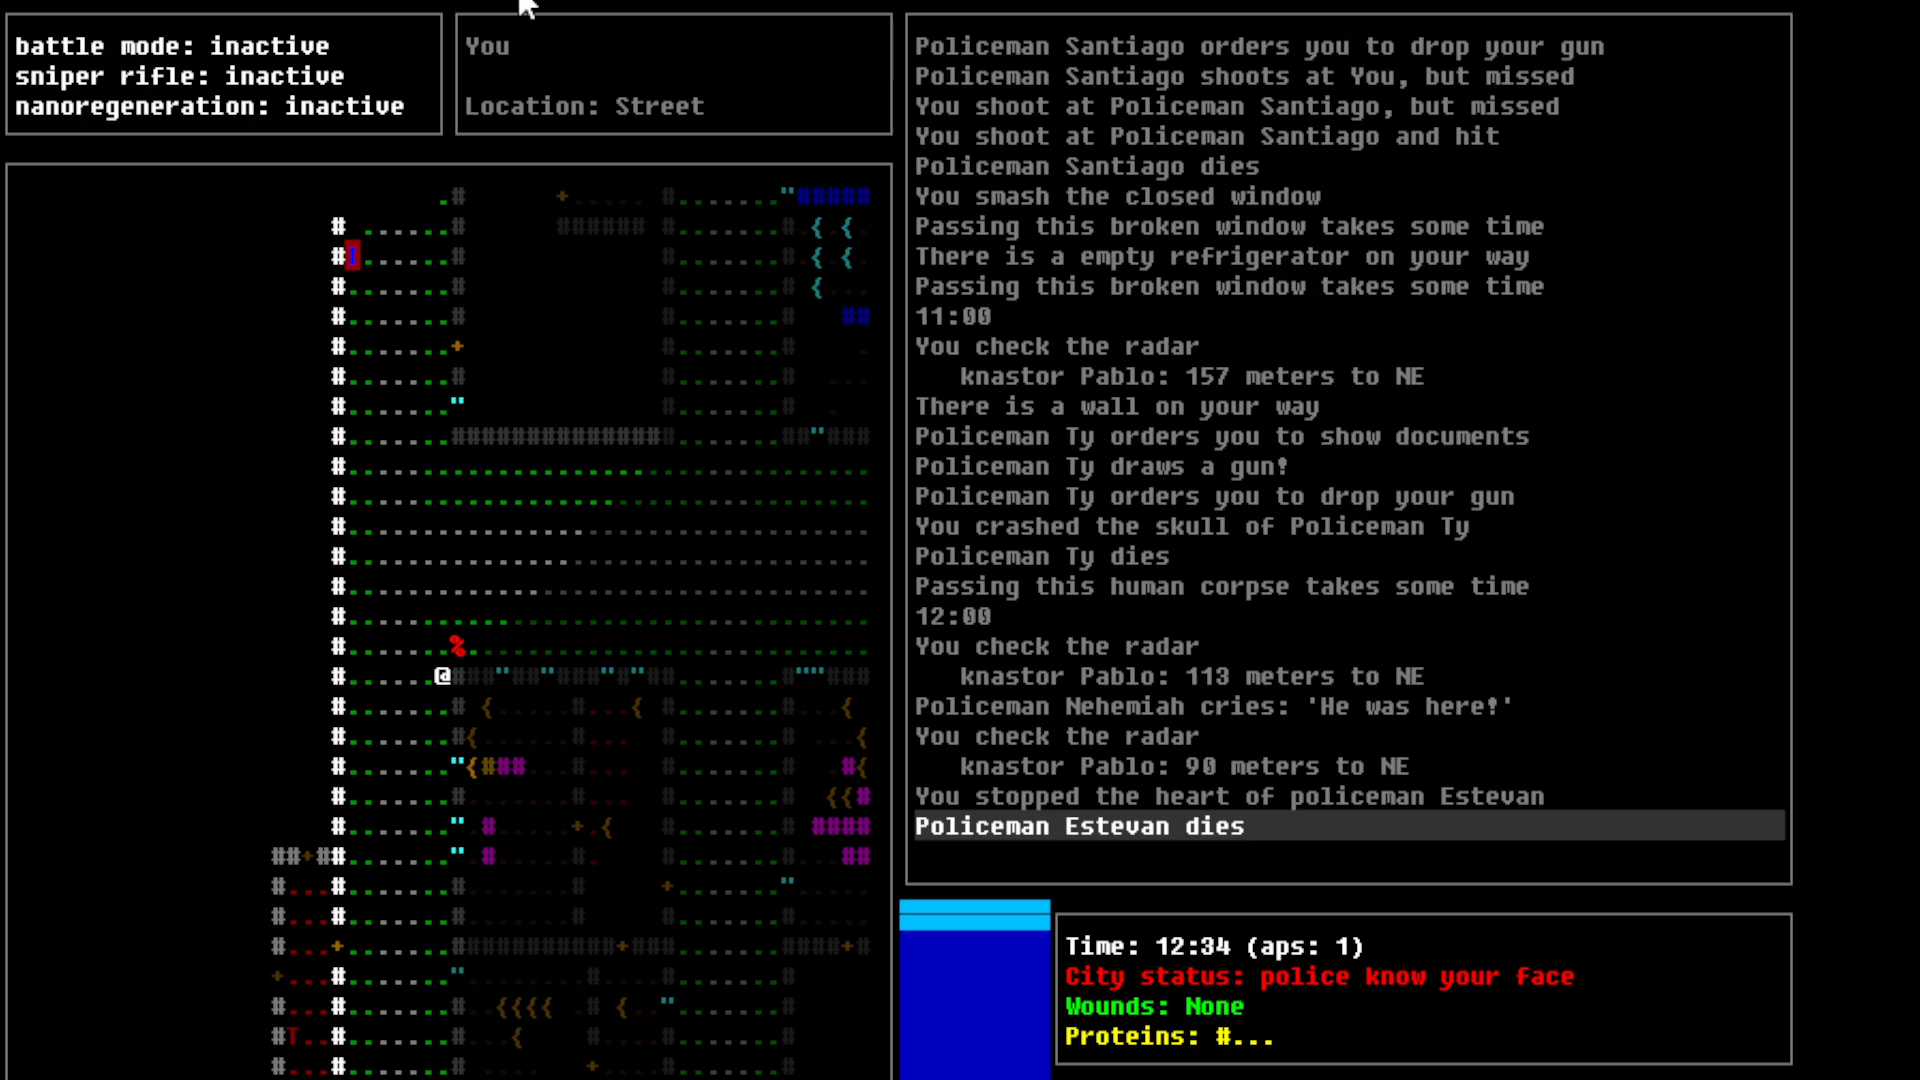 battle mode: inactive
sniper rifle: inactive
nanoregeneration: inactive
You
Location: Street
Policeman Santiago orders you to drop your gun
Policeman Santiago shoots at You, but missed
You shoot at Policeman Santiago, but missed
You shoot at Policeman Santiago and hit
Policeman Santiago dies
You smash the closed window
Passing this broken window takes some time
There is a empty refrigerator on your way
Passing this broken window takes some time
11:00
You check the radar
knastor Pablo: 157 meters to NE
There is a wall on your way
Policeman Ty orders you to show documents
Policeman Ty draws a gun!
Policeman Ty orders you to drop your gun
You crashed the skull of Policeman Ty
Policeman Ty dies
Passing this human corpse takes some time
12:00
You check the radar
knastor Pablo: 113 meters to NE
Policeman Nehemiah cries: 'He was here!'
You check the radar
knastor Pablo: 90 meters to NE
You stopped the heart of policeman Estevan
Policeman Estevan dies
Time: 12:34 (aps: 1)
City status: police know your face
Wounds: None
Proteins: #...